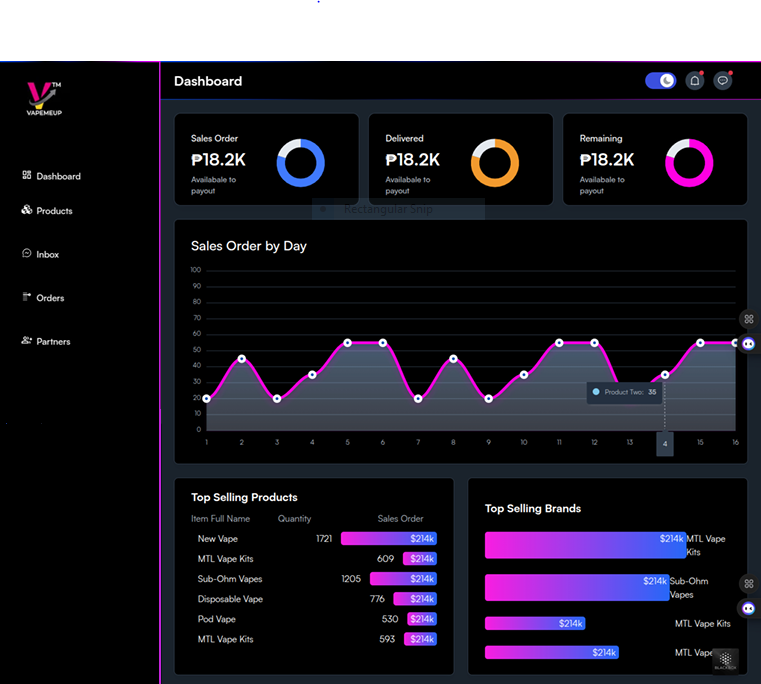 TM
VAPEMEUP
Dashboard
Dashboard
Products
Inbox
Orders
Partners
Sales Order
₱18.2K
Availabale to
payout
Delivered
₱18.2K
Availabale to
payout
Remaining
₱18.2K
Availabale to
payout
Rectangular Snip
Sales Order by Day
100
90
80
70
60
50
40
30
20
10
0
Product Two: 35
1 2 3 4 5 6 7 8 9 10 11 12 13 4 15 16
Top Selling Products
Item Full Name Quantity Sales Order
New Vape 1721 $214k
MTL Vape Kits 609 $214k
Sub-Ohm Vapes 1205 $214k
Disposable Vape 776 $214k
Pod Vape 530 $214k
MTL Vape Kits 593 $214k
Top Selling Brands
$214k MTL Vape
Kits
$214k Sub-Ohm
Vapes
$214k MTL Vape Kits
$214k MTL Vape